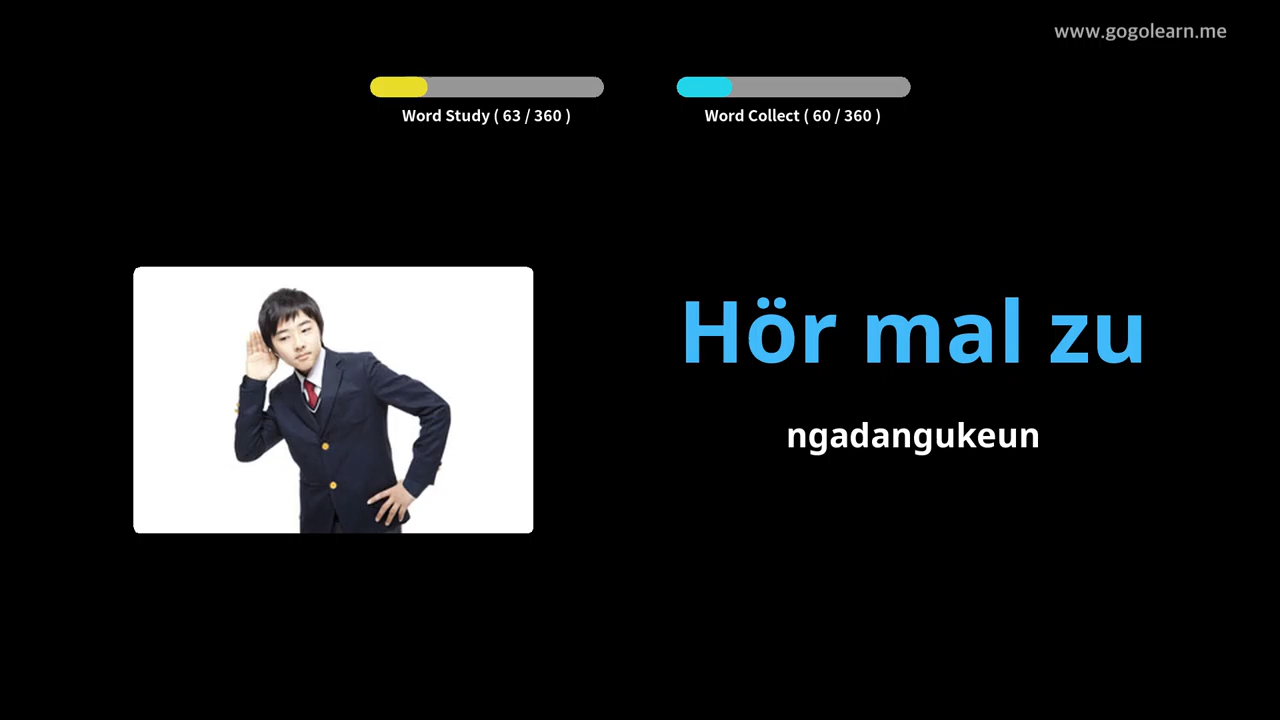 www.gogolearn.me
Word Study ( 63 / 360 )
Word Collect ( 60 / 360 )
Hör mal zu
ngadangukeun